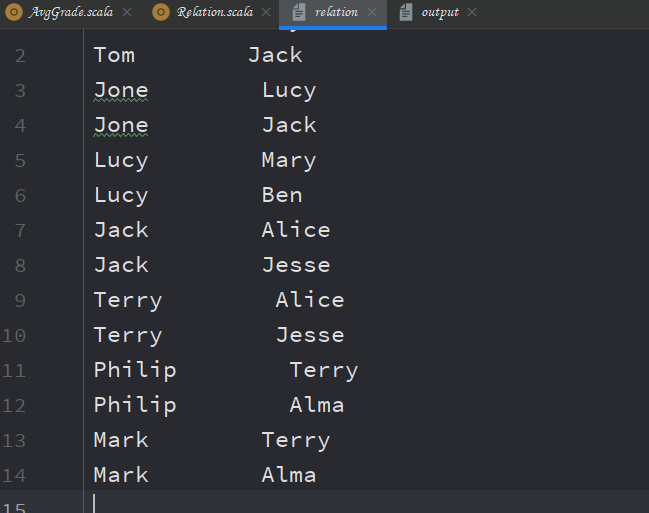 AvgGrade.scala Relation.scala relation output
2 Tom Jack
3 Jone Lucy
4 Jone Jack
5 Lucy Mary
6 Lucy Ben
7 Jack Alice
8 Jack Jesse
9 Terry Alice
10 Terry Jesse
11 Philip Terry
12 Philip Alma
13 Mark Terry
14 Mark Alma
15